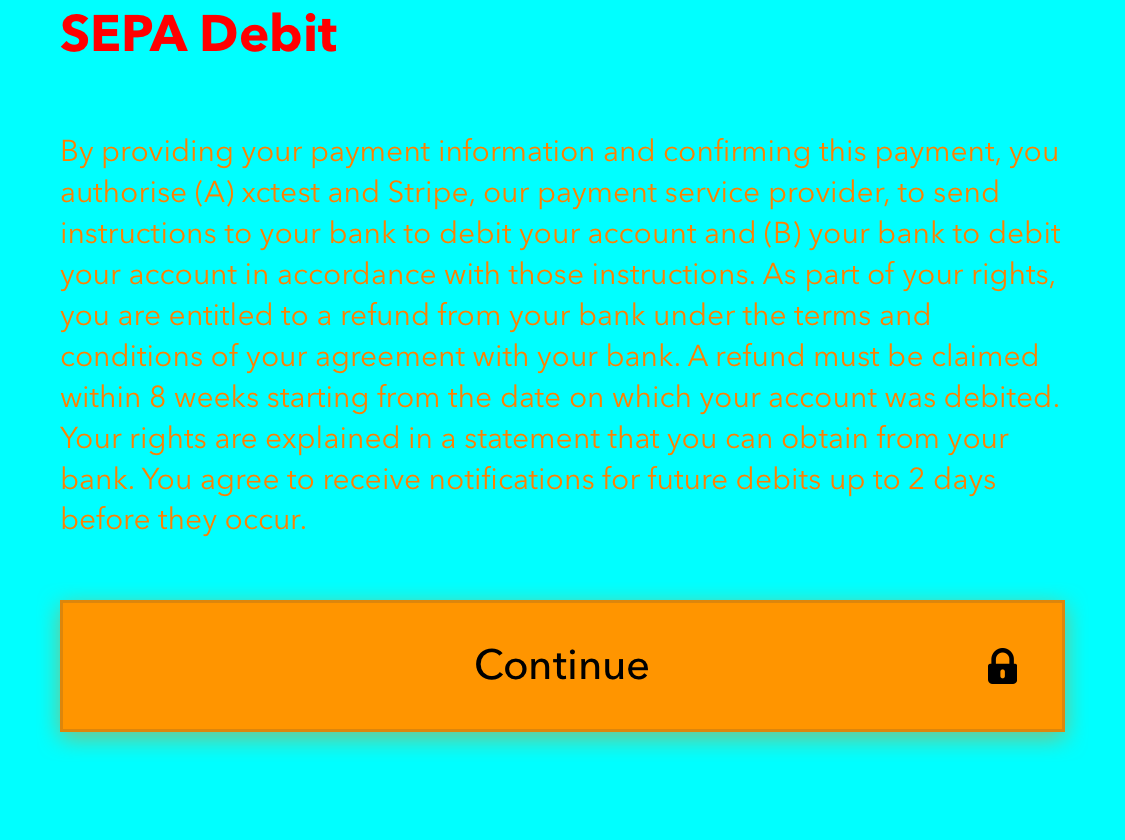 SEPA Debit
By providing your payment information and confirming this payment, you
authorise (A) xctest and Stripe, our payment service provider, to send
instructions to your bank to debit your account and (B) your bank to debit
your account in accordance with those instructions. As part of your rights,
you are entitled to a refund from your bank under the terms and
conditions of your agreement with your bank. A refund must be claimed
within 8 weeks starting from the date on which your account was debited.
Your rights are explained in a statement that you can obtain from your
bank. You agree to receive notifications for future debits up to 2 days
before they occur.
Continue